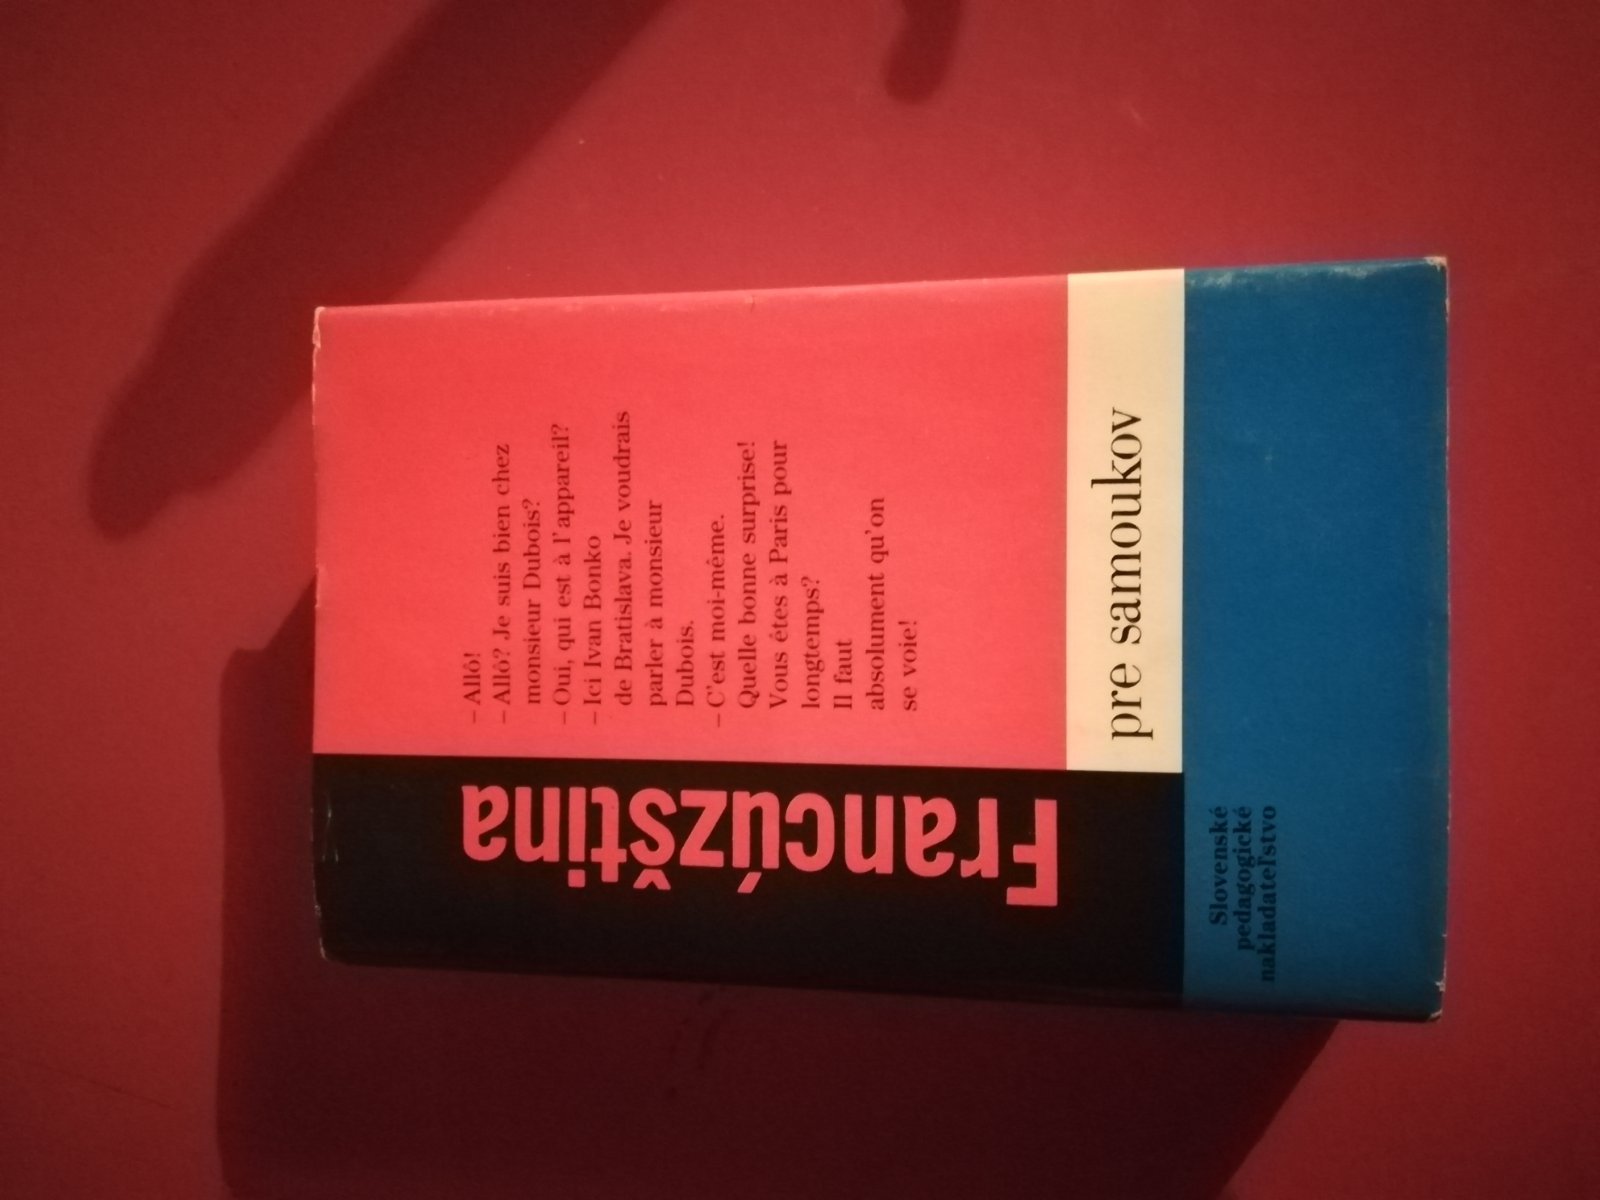 Francúzština
– Allô!
– Allô? Je suis bien chez
monsieur Dubois?
– Oui, qui est à l'appareil?
– Ici Ivan Bonko
de Bratislava. Je voudrais
parler à monsieur
Dubois.
– C'est moi-même.
Quelle bonne surprise!
Vous êtes à Paris pour
longtemps?
Il faut
absolument qu'on
se voie!
pre samoukov
Slovenské
pedagogické
nakladateľstvo